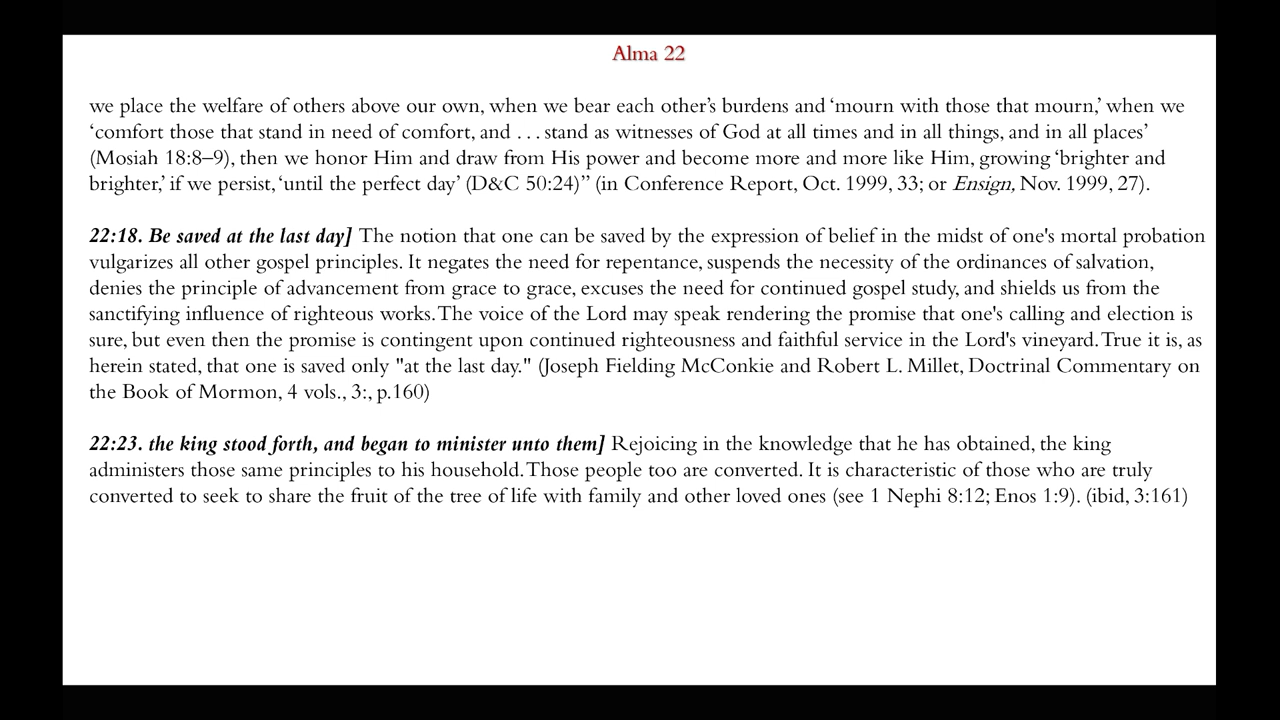 Alma 22
we place the welfare of others above our own, when we bear each other’s burdens and ‘mourn with those that mourn,’ when we
‘comfort those that stand in need of comfort, and . . . stand as witnesses of God at all times and in all things, and in all places’
(Mosiah 18:8–9), then we honor Him and draw from His power and become more and more like Him, growing ‘brighter and
brighter,’ if we persist, ‘until the perfect day’ (D&C 50:24)” (in Conference Report, Oct. 1999, 33; or Ensign, Nov. 1999, 27).
22:18. Be saved at the last day] The notion that one can be saved by the expression of belief in the midst of one's mortal probation
vulgarizes all other gospel principles. It negates the need for repentance, suspends the necessity of the ordinances of salvation,
denies the principle of advancement from grace to grace, excuses the need for continued gospel study, and shields us from the
sanctifying influence of righteous works. The voice of the Lord may speak rendering the promise that one's calling and election is
sure, but even then the promise is contingent upon continued righteousness and faithful service in the Lord's vineyard. True it is, as
herein stated, that one is saved only "at the last day." (Joseph Fielding McConkie and Robert L. Millet, Doctrinal Commentary on
the Book of Mormon, 4 vols., 3:, p.160)
22:23. the king stood forth, and began to minister unto them] Rejoicing in the knowledge that he has obtained, the king
administers those same principles to his household. Those people too are converted. It is characteristic of those who are truly
converted to seek to share the fruit of the tree of life with family and other loved ones (see 1 Nephi 8:12; Enos 1:9). (ibid, 3:161)